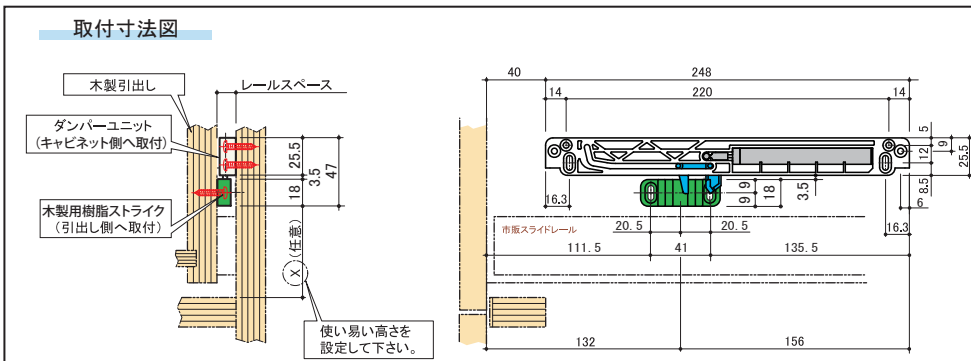 取付寸法図
木製引出し
レールスペース
ダンパーユニット
(キャビネット側へ取付)
木製用樹脂ストライク
(引出し側へ取付)
25.5
3.5
18
47
X
(任意)
使い易い高さを
設定して下さい。
40
248
14
220
14
5
9
12
25.5
8.5
6
16.3
16.3
9
9
18
3.5
市販スライドレール
20.5
20.5
111.5
41
135.5
132
156